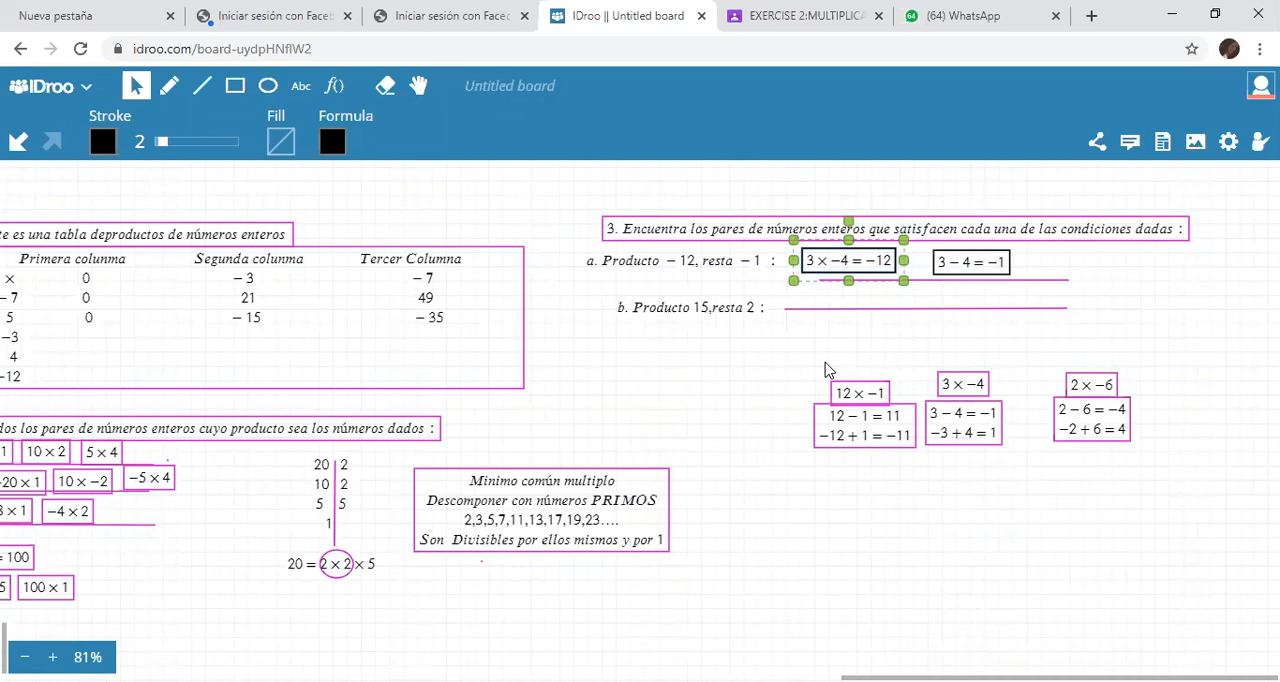 Nueva pestaña
Iniciar sesión con Faceb
Iniciar sesión con Faceb
IDroo || Untitled board
EXERCISE 2:MULTIPLICA
(64) WhatsApp
idroo.com/board-uydpHNflW2
IDroo
Abc
f()
Untitled board
Stroke
Fill
Formula
2
te es una tabla deproductos de números enteros
Primera colunma Segunda colunma Tercer Columna
× 0 − 3 − 7
− 7 0 21 49
5 0 − 15 − 35
−3
4
−12
dos los pares de números enteros cuyo producto sea los números dados :
1 10 × 2 5 × 4
20 × 1 10 × −2 −5 × 4
3 × 1 −4 × 2
= 100
5 100 × 1
20 2
10 2
5 5
1
20 = 2 × 2 × 5
Minimo común multiplo
Descomponer con números PRIMOS
2,3,5,7,11,13,17,19,23....
Son Divisibles por ellos mismos y por 1
3. Encuentra los pares de números enteros que satisfacen cada una de las condiciones dadas :
a. Producto − 12, resta − 1 : 3 × −4 = −12 3 − 4 = −1
b. Producto 15,resta 2 :
12 × −1
12 − 1 = 11
−12 + 1 = −11
3 × −4
3 − 4 = −1
−3 + 4 = 1
2 × −6
2 − 6 = −4
−2 + 6 = 4
81%